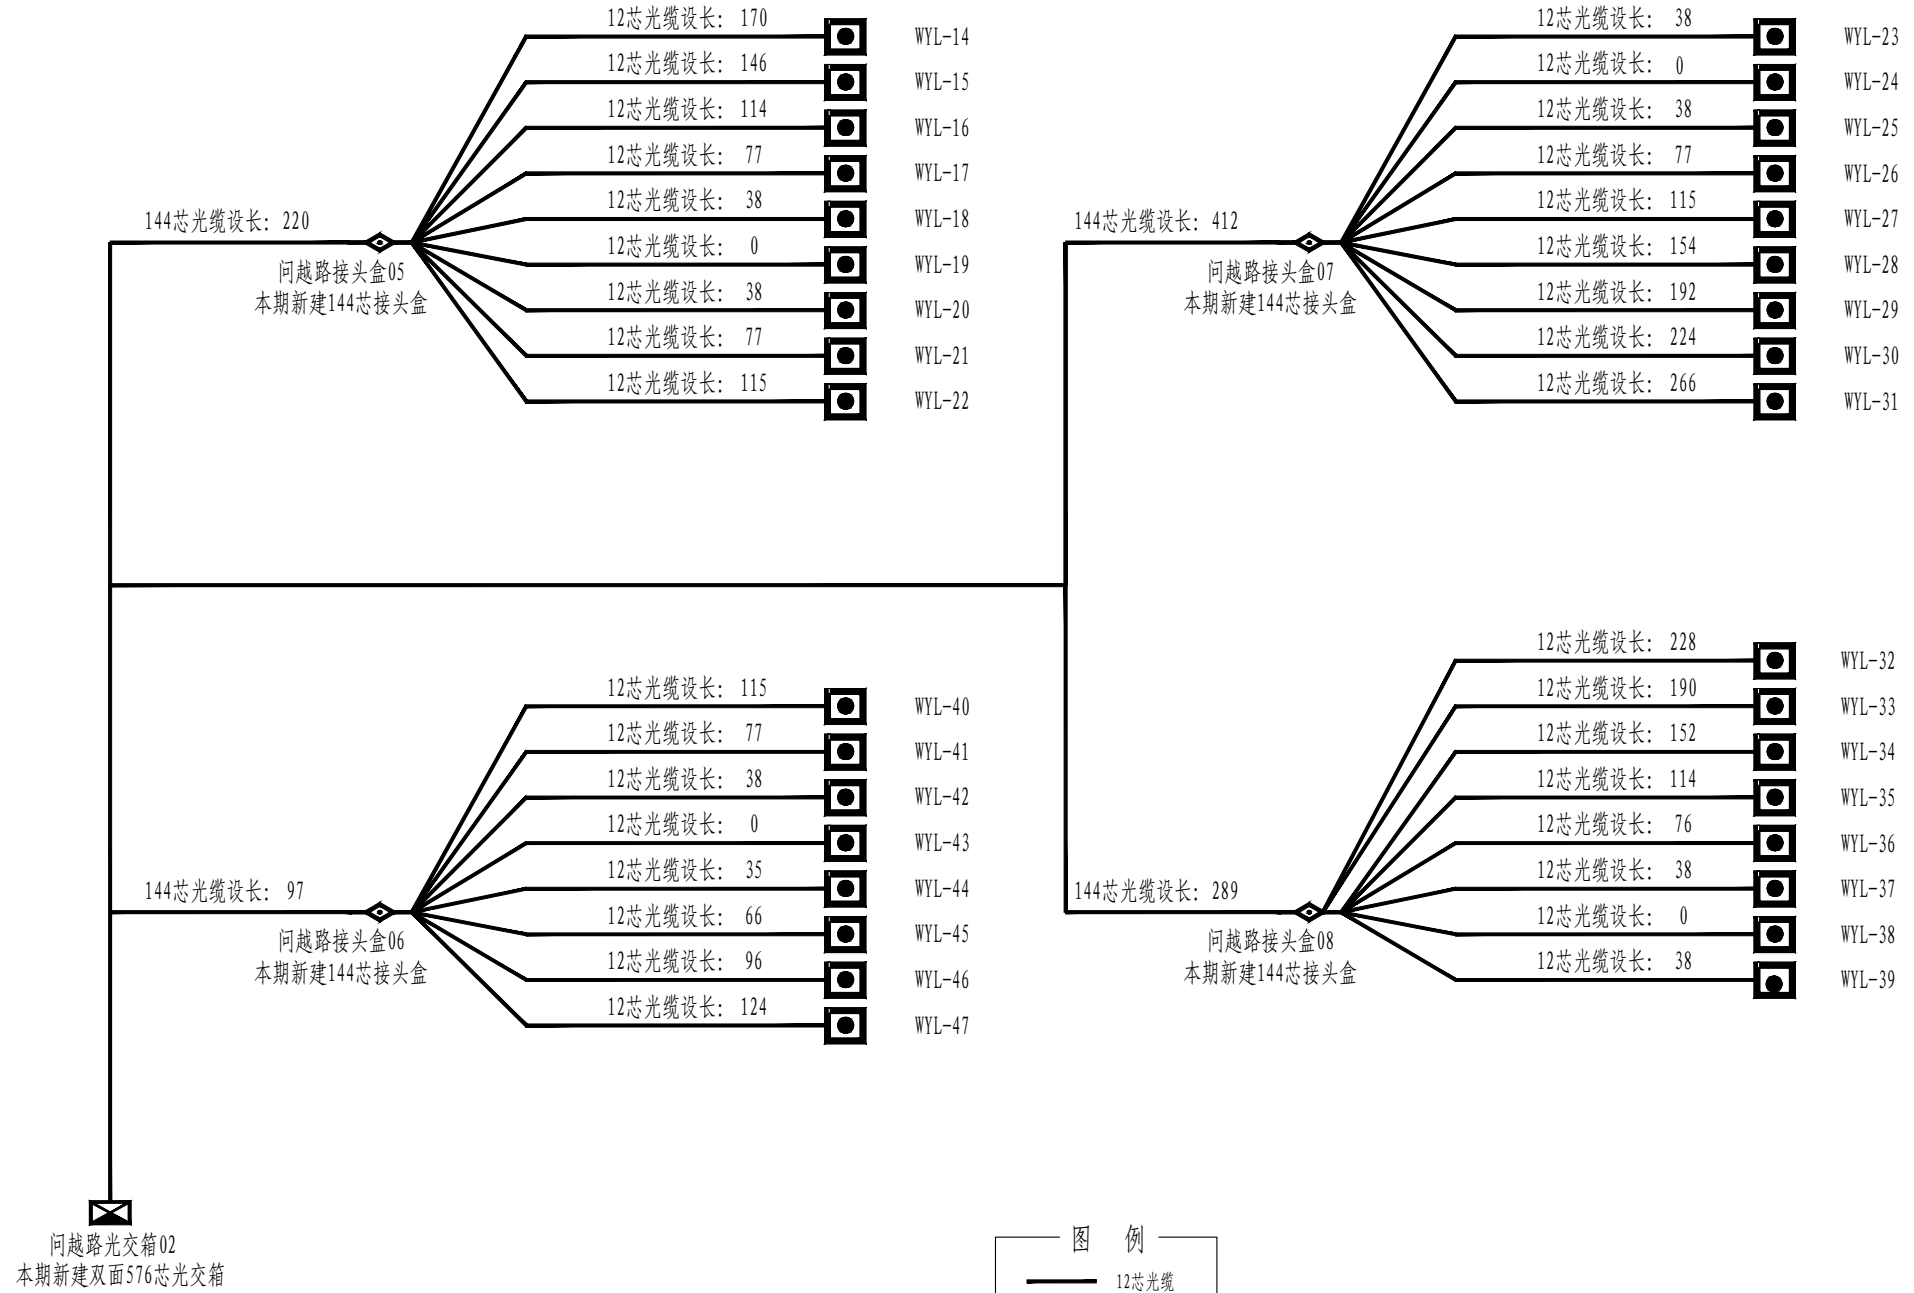 12芯光缆设长: 170
WYL-14
12芯光缆设长: 146
WYL-15
12芯光缆设长: 114
WYL-16
12芯光缆设长: 77
WYL-17
12芯光缆设长: 38
WYL-18
12芯光缆设长: 0
WYL-19
12芯光缆设长: 38
WYL-20
12芯光缆设长: 77
WYL-21
12芯光缆设长: 115
WYL-22
144芯光缆设长: 220
问越路接头盒05
本期新建144芯接头盒
12芯光缆设长: 38
WYL-23
12芯光缆设长: 0
WYL-24
12芯光缆设长: 38
WYL-25
12芯光缆设长: 77
WYL-26
12芯光缆设长: 115
WYL-27
12芯光缆设长: 154
WYL-28
12芯光缆设长: 192
WYL-29
12芯光缆设长: 224
WYL-30
12芯光缆设长: 266
WYL-31
144芯光缆设长: 412
问越路接头盒07
本期新建144芯接头盒
12芯光缆设长: 115
WYL-40
12芯光缆设长: 77
WYL-41
12芯光缆设长: 38
WYL-42
12芯光缆设长: 0
WYL-43
12芯光缆设长: 35
WYL-44
12芯光缆设长: 66
WYL-45
12芯光缆设长: 96
WYL-46
12芯光缆设长: 124
WYL-47
144芯光缆设长: 97
问越路接头盒06
本期新建144芯接头盒
12芯光缆设长: 228
WYL-32
12芯光缆设长: 190
WYL-33
12芯光缆设长: 152
WYL-34
12芯光缆设长: 114
WYL-35
12芯光缆设长: 76
WYL-36
12芯光缆设长: 38
WYL-37
12芯光缆设长: 0
WYL-38
12芯光缆设长: 38
WYL-39
144芯光缆设长: 289
问越路接头盒08
本期新建144芯接头盒
问越路光交箱02
本期新建双面576芯光交箱
图 例
12芯光缆